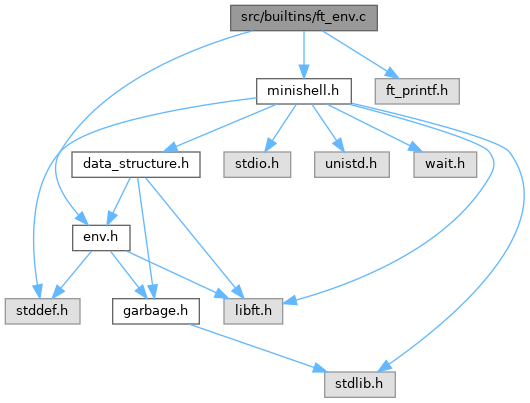 src/builtins/ft_env.c
minishell.h
ft_printf.h
data_structure.h
stdio.h
unistd.h
wait.h
env.h
stddef.h
garbage.h
libft.h
stdlib.h